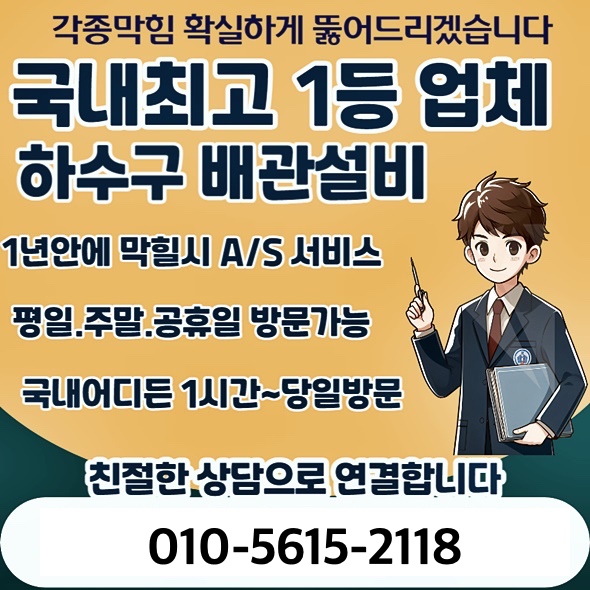 각종막힘 확실하게 뚫어드리겠습니다
국내최고 1등 업체
하수구 배관설비
1년안에 막힐시 A/S 서비스
평일.주말.공휴일 방문가능
국내어디든 1시간~당일방문
친절한 상담으로 연결합니다
010-5615-2118